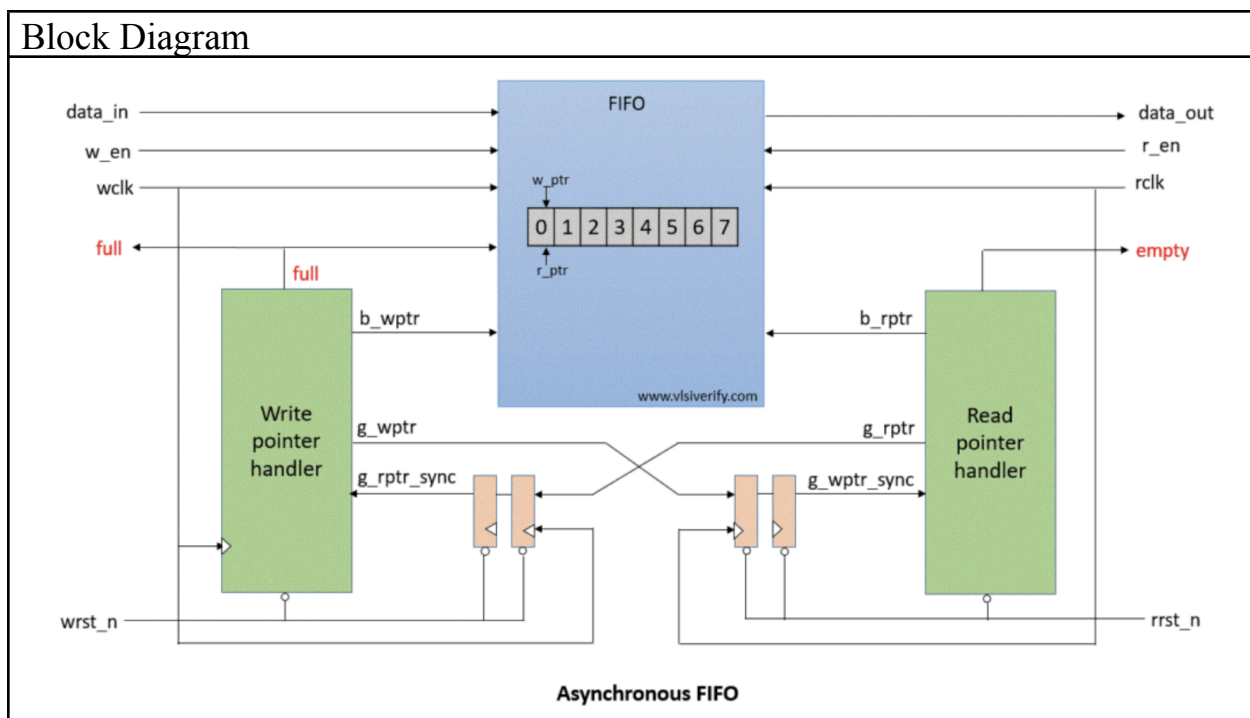 Block Diagram
FIFO
data_in
data_out
w_en
r_en
wclk
w_ptr
rclk
0 1 2 3 4 5 6 7
full
empty
full
r_ptr
b_wptr
b_rptr
www.vlsiverify.com
Write
pointer
handler
g_wptr
g_rptr
Read
pointer
handler
g_rptr_sync
g_wptr_sync
wrst_n
rrst_n
Asynchronous FIFO